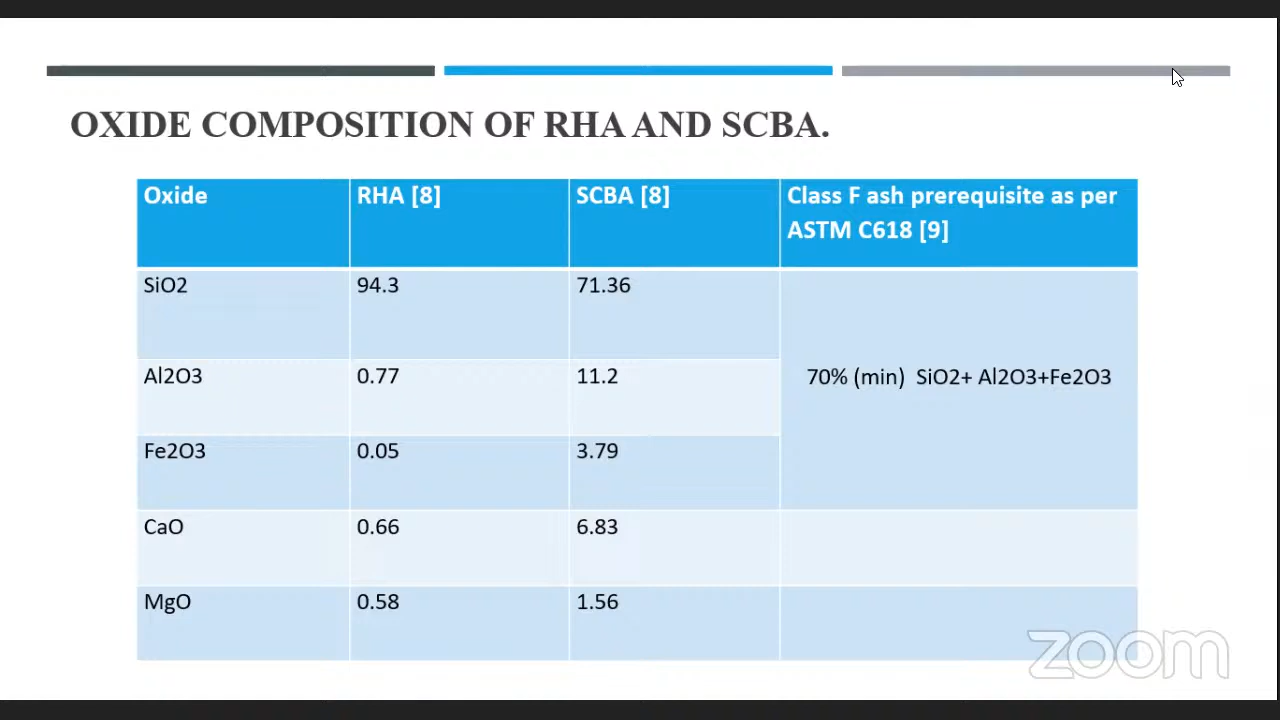 OXIDE COMPOSITION OF RHA AND SCBA.
Oxide RHA [8] SCBA [8] Class F ash prerequisite as per
ASTM C618 [9]
SiO2 94.3 71.36
Al2O3 0.77 11.2 70% (min) SiO2+ Al2O3+Fe2O3
Fe2O3 0.05 3.79
CaO 0.66 6.83
MgO 0.58 1.56
zoom